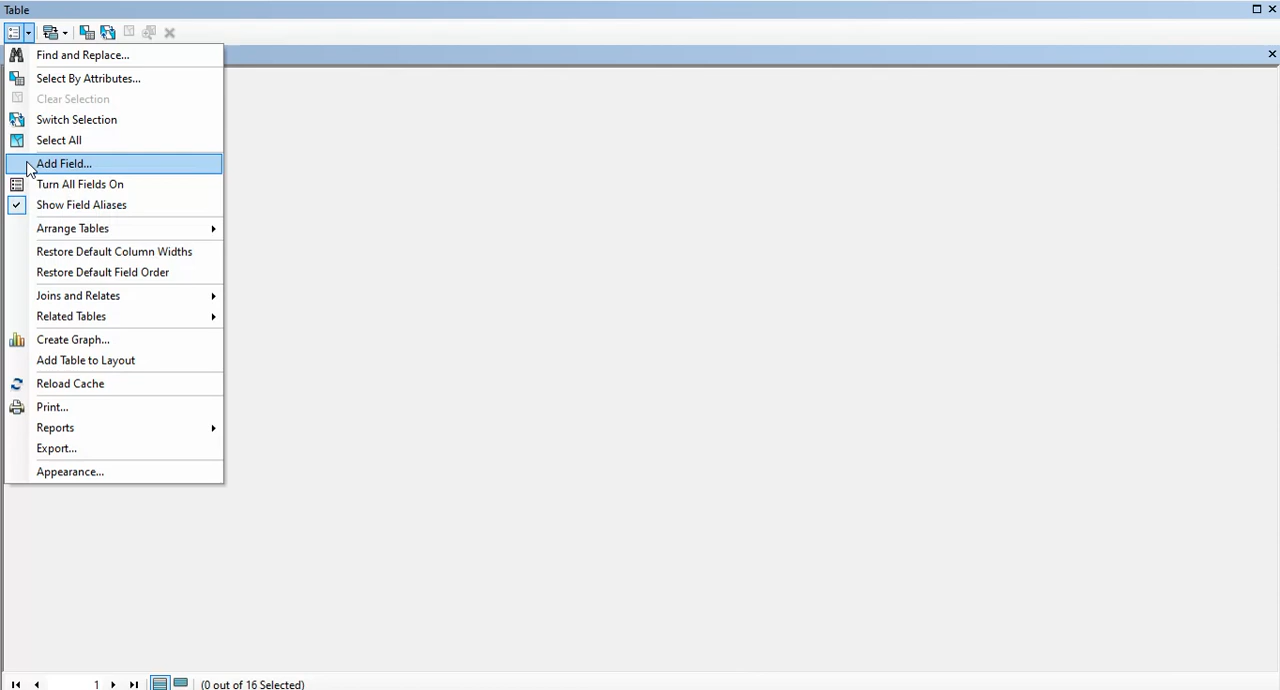 Table
Find and Replace...
Select By Attributes...
Clear Selection
Switch Selection
Select All
Add Field...
Turn All Fields On
Show Field Aliases
Arrange Tables
Restore Default Column Widths
Restore Default Field Order
Joins and Relates
Related Tables
Create Graph...
Add Table to Layout
Reload Cache
Print...
Reports
Export...
Appearance...
1 (0 out of 16 Selected)